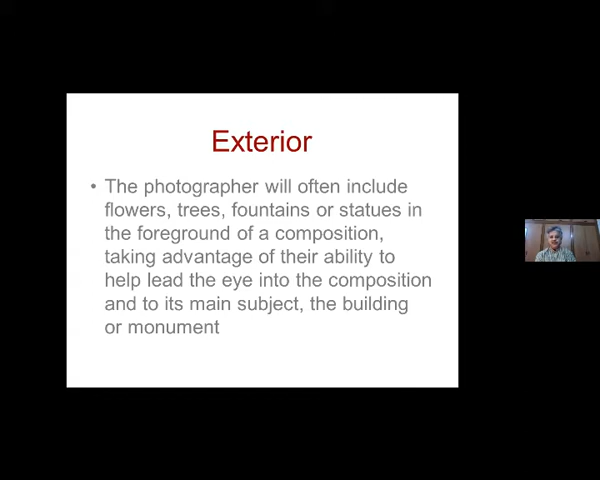 Exterior
• The photographer will often include
flowers, trees, fountains or statues in
the foreground of a composition,
taking advantage of their ability to
help lead the eye into the composition
and to its main subject, the building
or monument